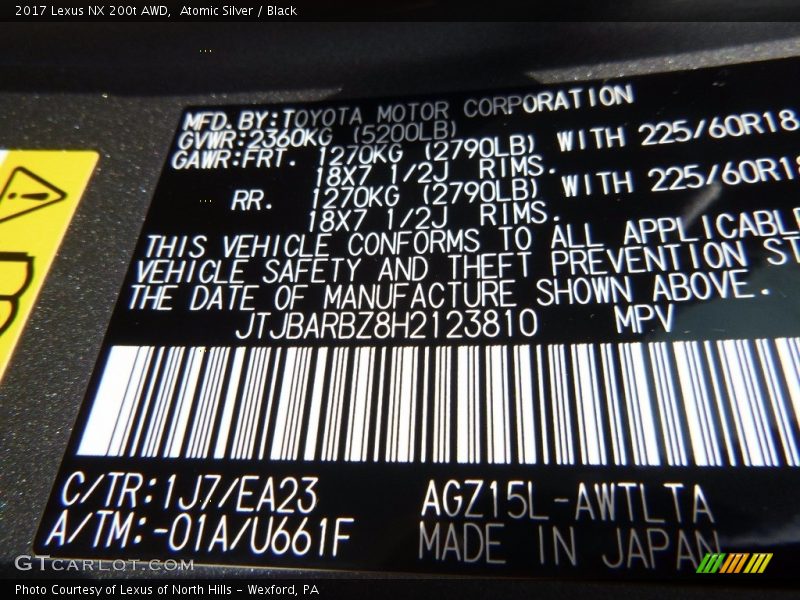 2017 Lexus NX 200t AWD,  Atomic Silver / Black
MFD.BY:TOYOTA MOTOR CORPORATION
GVWR:2360KG (5200LB)
GAWR:FRT. 1270KG (2790LB) WITH 225/60R18
18X7 1/2J RIMS.
RR. 1270KG (2790LB) WITH 225/60R18
18X7 1/2J RIMS.
THIS VEHICLE CONFORMS TO ALL APPLICABLE
VEHICLE SAFETY AND THEFT PREVENTION ST
THE DATE OF MANUFACTURE SHOWN ABOVE.
JTJBARBZ8H2123810 MPV
C/TR:1J7/EA23 AGZ15L-AWTLTA
A/TM:-01A/U661F MADE IN JAPAN
GTcarlot.com
Photo Courtesy of Lexus of North Hills - Wexford, PA